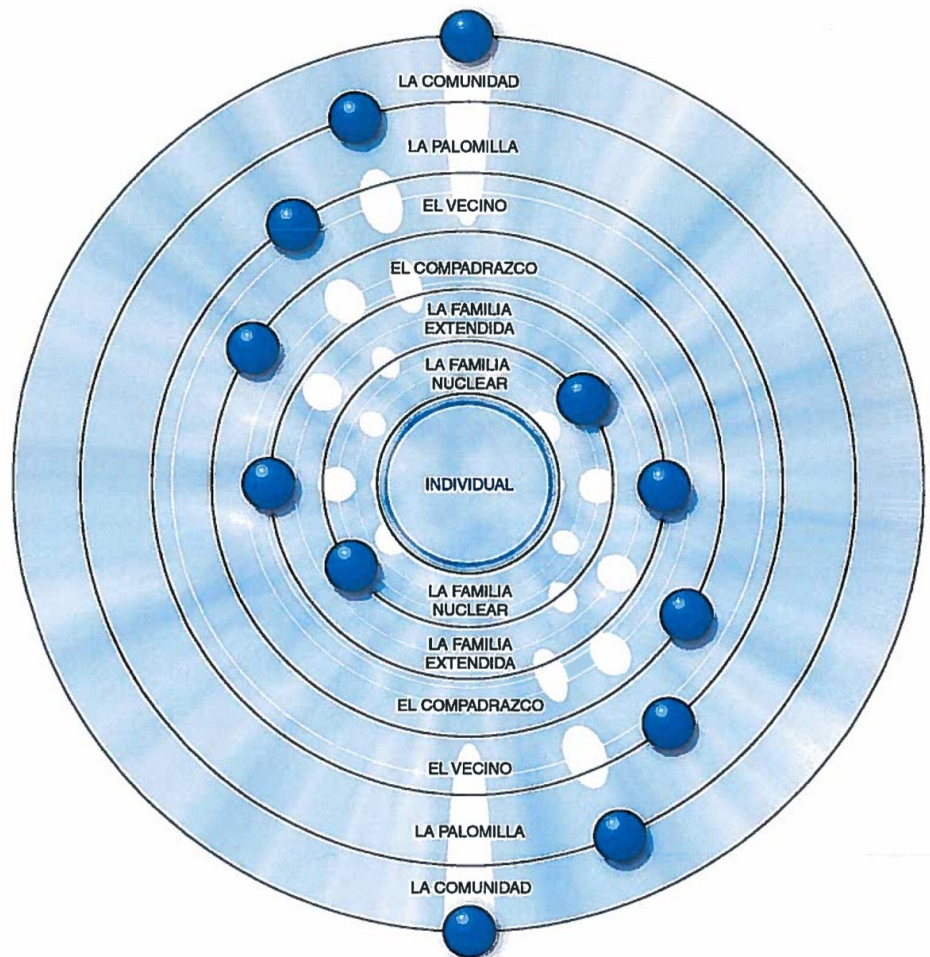 LA COMUNIDAD
LA PALOMILLA
EL VECINO
EL COMPADRAZCO
LA FAMILIA
EXTENDIDA
LA FAMILIA
NUCLEAR
INDIVIDUAL
LA FAMILIA
NUCLEAR
LA FAMILIA
EXTENDIDA
EL COMPADRAZCO
EL VECINO
LA PALOMILLA
LA COMUNIDAD